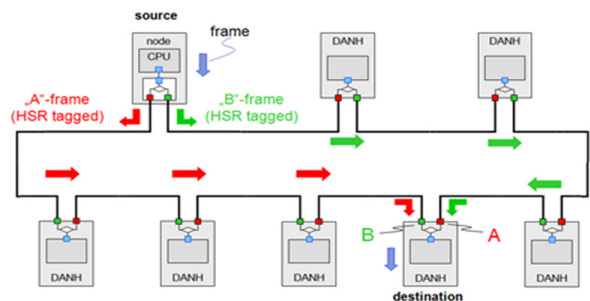 source
node
CPU
frame
DANH
DANH
„A“-frame
(HSR tagged)
„B“-frame
(HSR tagged)
B
A
DANH
DANH
DANH
DANH
DANH
destination